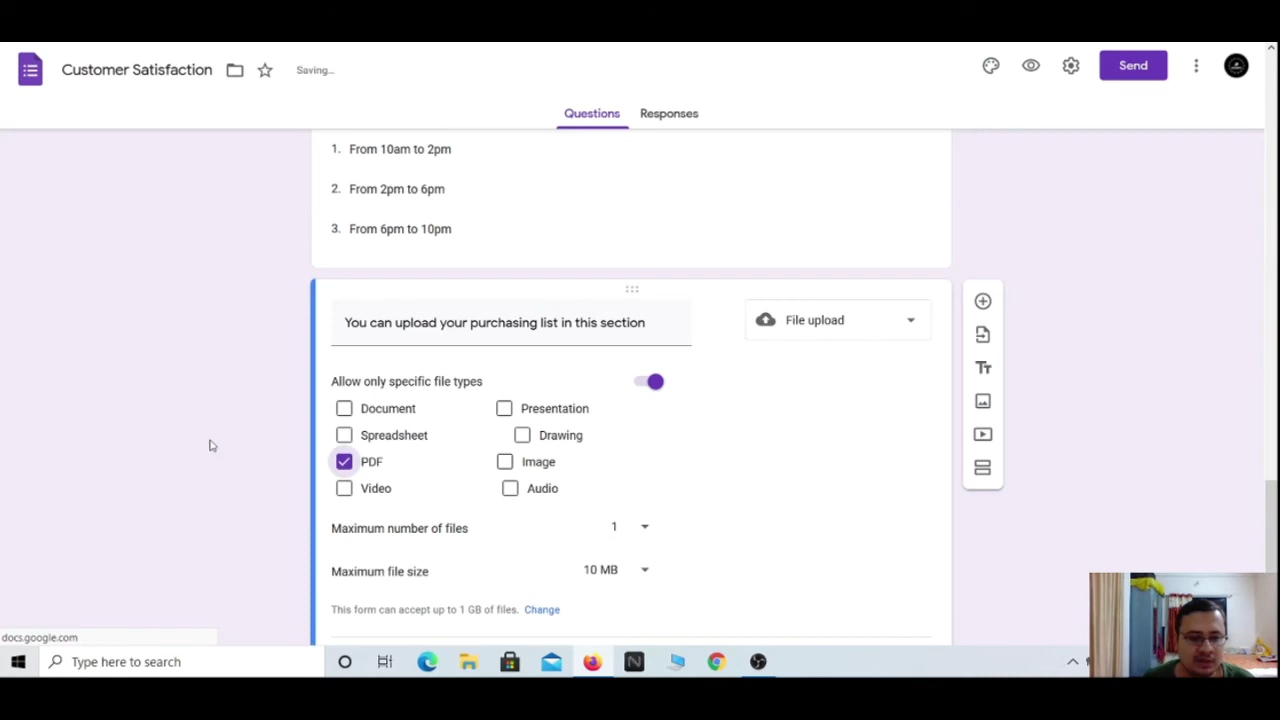 Customer Satisfaction
Saving...
Send
Questions
Responses
1. From 10am to 2pm
2. From 2pm to 6pm
3. From 6pm to 10pm
You can upload your purchasing list in this section
File upload
Allow only specific file types
Document
Presentation
Spreadsheet
Drawing
PDF
Image
Video
Audio
Maximum number of files
1
Maximum file size
10 MB
This form can accept up to 1 GB of files. Change
docs.google.com
Type here to search